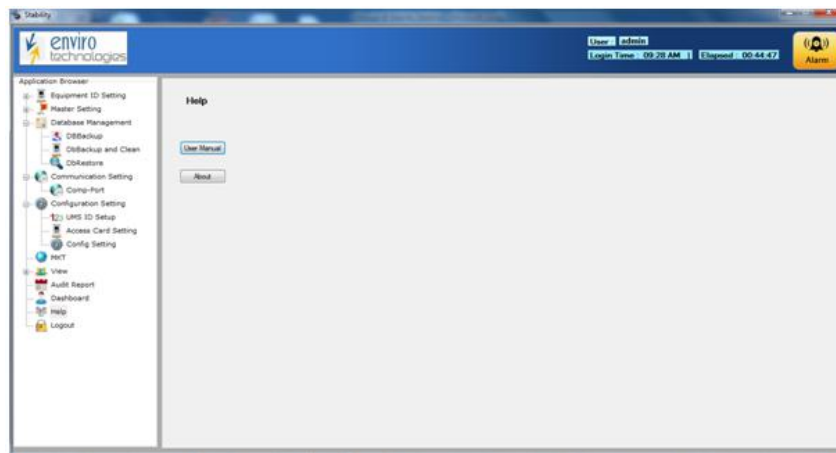 Stability
enviro
technologies
User : admin
Login Time : 09:28 AM | Elapsed : 00:44:47
Alarm
Application Browser
Equipment ID Setting
Master Setting
Database Management
DBBackup
DbBackup and Clean
DbRestore
Communication Setting
Comp-Port
Configuration Setting
UMS ID Setup
Access Card Setting
Config Setting
MKT
View
Audit Report
Dashboard
Help
Logout
Help
User Manual
About